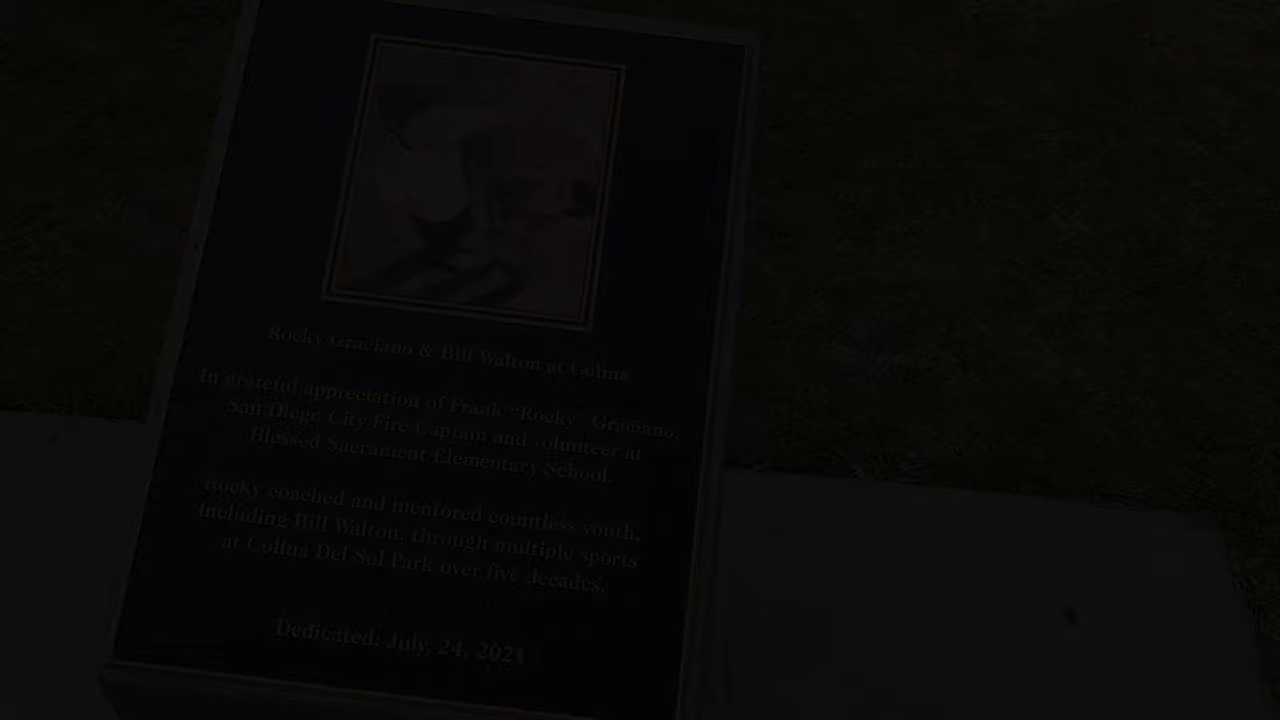 Rocky Graciano & Bill Walton at Colina
In grateful appreciation of Frank "Rocky" Graciano,
San Diego City Fire Captain and volunteer at
Blessed Sacrament Elementary School.
Rocky coached and mentored countless youth,
including Bill Walton, through multiple sports
at Colina Del Sol Park over five decades.
Dedicated: July, 24, 2021